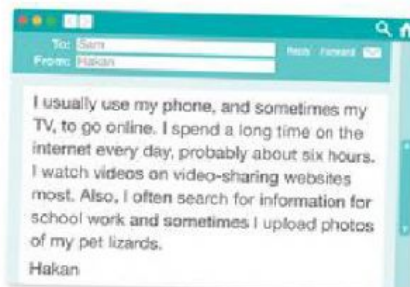 To: Sam
Reply Forward
From: Hakan
I usually use my phone, and sometimes my
TV, to go online. I spend a long time on the
internet every day, probably about six hours.
I watch videos on video-sharing websites
most. Also, I often search for information for
school work and sometimes I upload photos
of my pet lizards.
Hakan